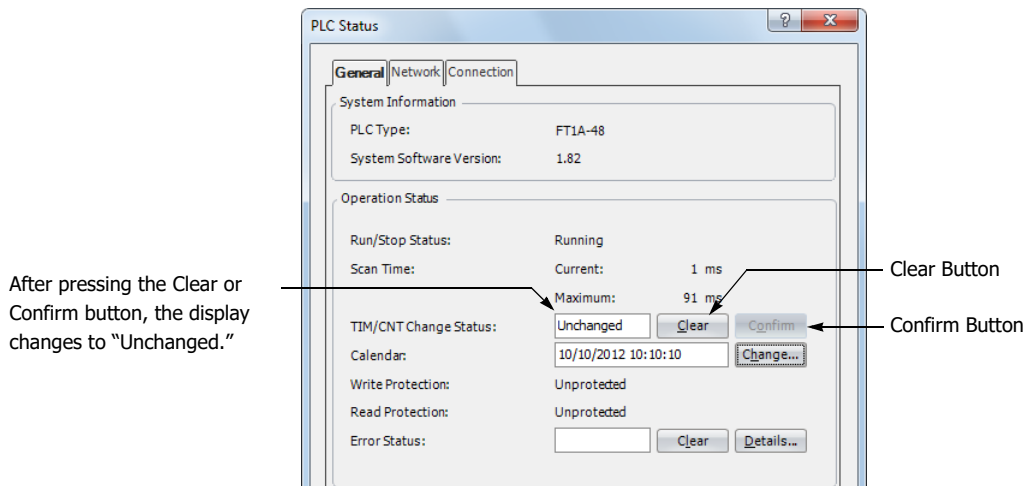 PLC Status
General Network Connection
System Information
PLC Type: FT1A-48
System Software Version: 1.82
Operation Status
Run/Stop Status: Running
Scan Time: Current: 1 ms
Maximum: 91 ms
TIM/CNT Change Status: Unchanged Clear Confirm
Calendar: 10/10/2012 10:10:10 Change...
Write Protection: Unprotected
Read Protection: Unprotected
Error Status: Clear Details...
After pressing the Clear or
Confirm button, the display
changes to “Unchanged.”
Clear Button
Confirm Button